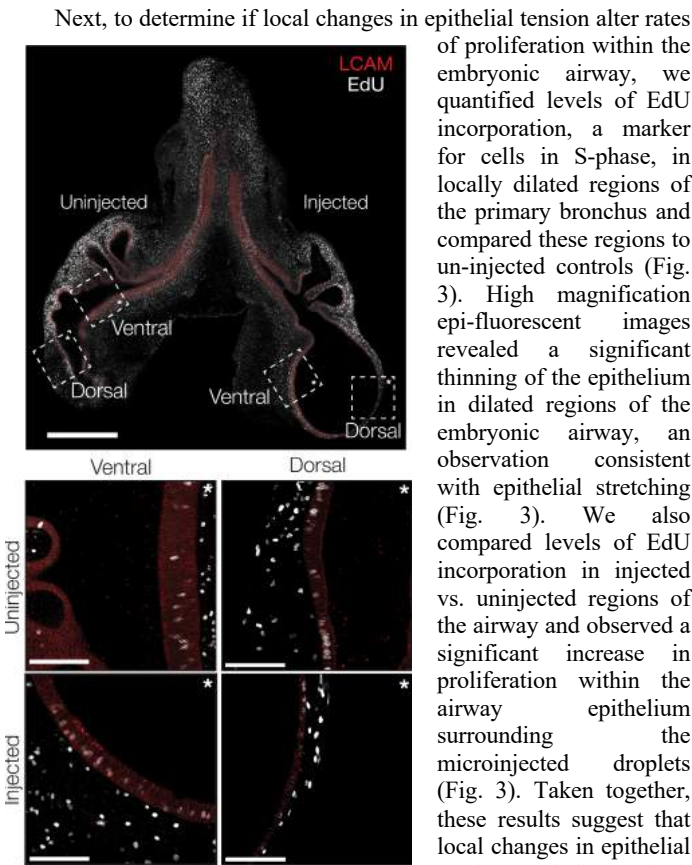 Next, to determine if local changes in epithelial tension alter rates
of proliferation within the
embryonic airway, we
quantified levels of EdU
incorporation, a marker
for cells in S-phase, in
locally dilated regions of
the primary bronchus and
compared these regions to
un-injected controls (Fig.
3). High magnification
epi-fluorescent images
revealed a significant
thinning of the epithelium
in dilated regions of the
embryonic airway, an
observation consistent
with epithelial stretching
(Fig. 3). We also
compared levels of EdU
incorporation in injected
vs. uninjected regions of
the airway and observed a
significant increase in
proliferation within the
airway epithelium
surrounding the
microinjected droplets
(Fig. 3). Taken together,
these results suggest that
local changes in epithelial
LCAM
EdU
Uninjected
Injected
Ventral
Dorsal
Ventral
Dorsal
Ventral
Dorsal
Uninjected
*
*
Injected
*
*